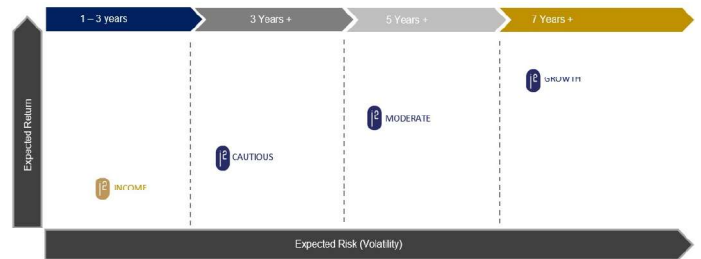 1 – 3 years
3 Years +
5 Years +
7 Years +
Expected Return
GROWTH
MODERATE
CAUTIOUS
INCOME
Expected Risk (Volatility)